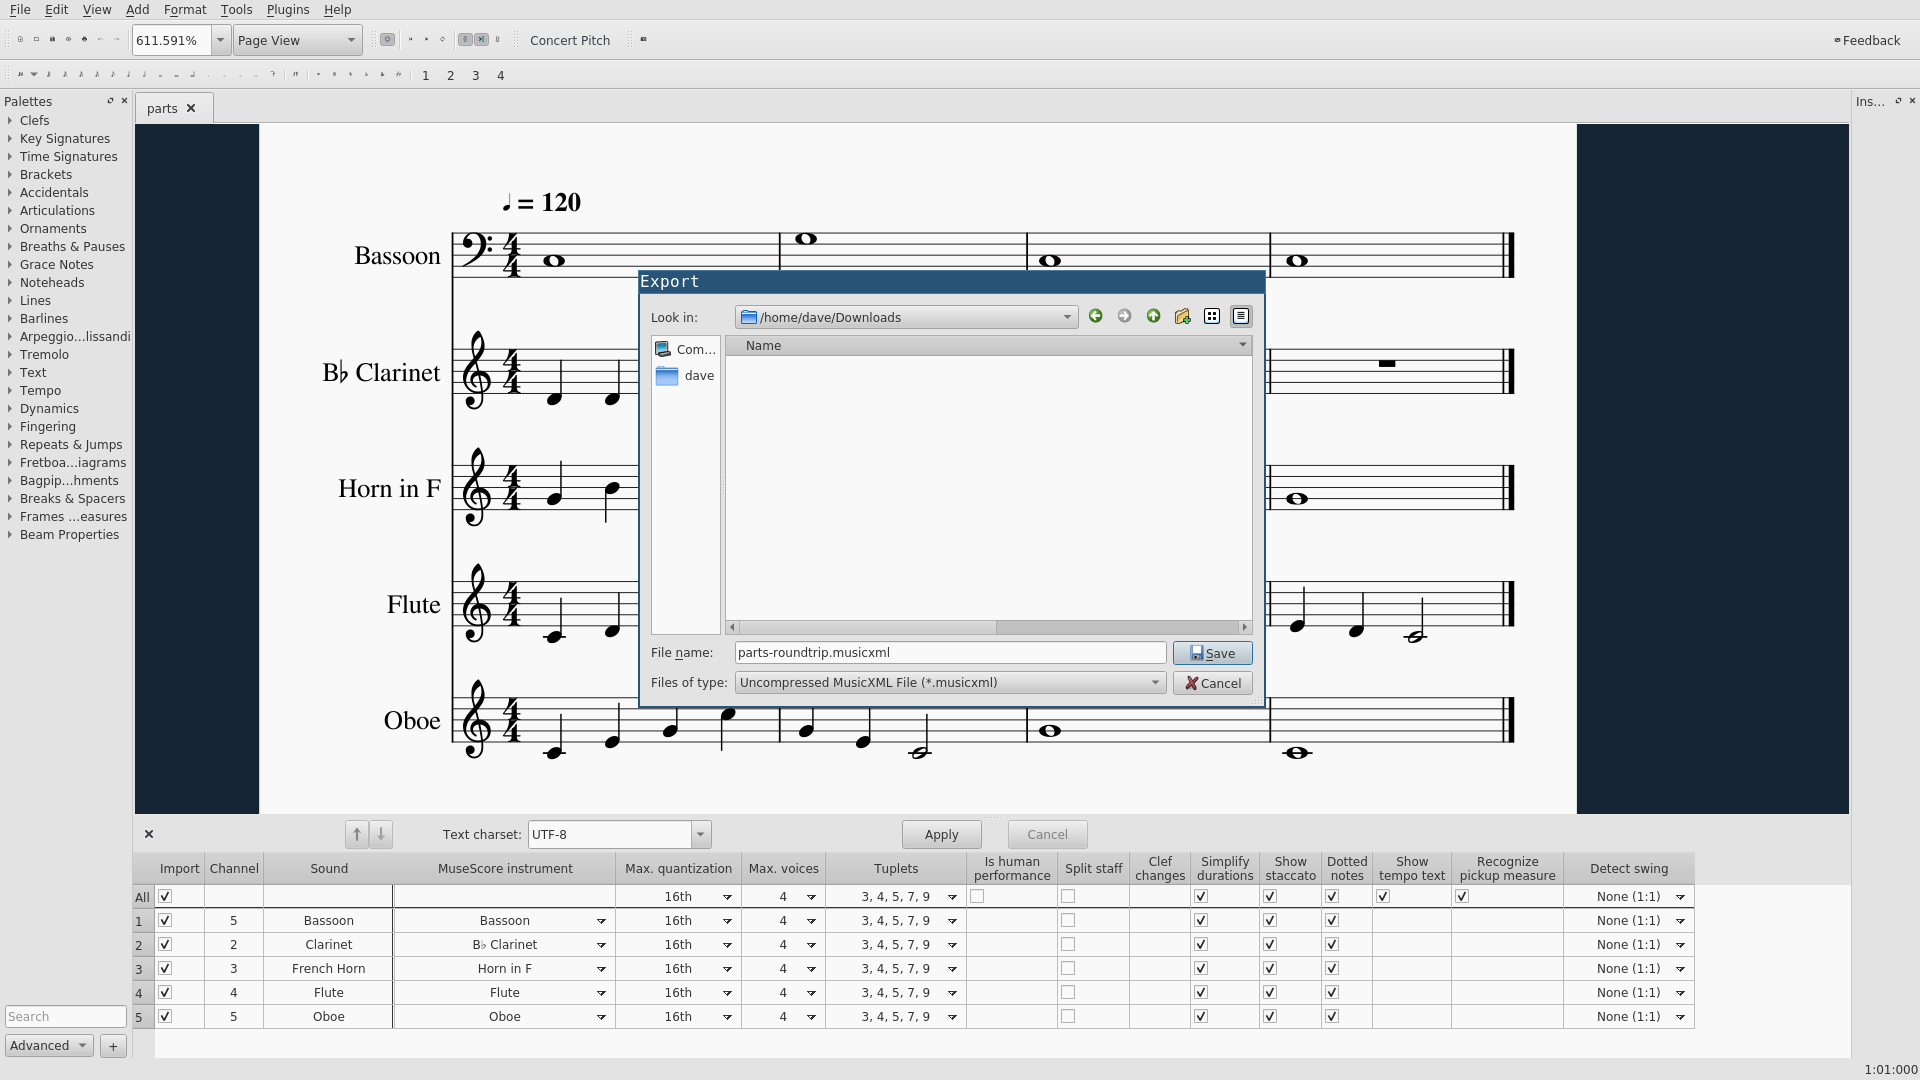 File Edit View Add Format Tools Plugins Help
611.591% Page View Concert Pitch Feedback
1 2 3 4
Palettes
Clefs
Key Signatures
Time Signatures
Brackets
Accidentals
Articulations
Ornaments
Breaths & Pauses
Grace Notes
Noteheads
Lines
Barlines
Arpeggio...lissandi
Tremolo
Text
Tempo
Dynamics
Fingering
Repeats & Jumps
Fretboa...iagrams
Bagpip...hments
Breaks & Spacers
Frames ...easures
Beam Properties
Search
Advanced +
parts
Ins...
= 120
Bassoon
B♭ Clarinet
Horn in F
Flute
Oboe
4
4
4
4
4
4
4
4
4
4
Export
Look in: /home/dave/Downloads
Com...
dave
Name
File name: parts-roundtrip.musicxml Save
Files of type: Uncompressed MusicXML File (*.musicxml) Cancel
Text charset: UTF-8 Apply Cancel
Import Channel Sound MuseScore instrument Max. quantization Max. voices Tuplets Is human performance Split staff Clef changes Simplify durations Show staccato Dotted notes Show tempo text Recognize pickup measure Detect swing
All 16th 4 3, 4, 5, 7, 9 None (1:1)
1 5 Bassoon Bassoon 16th 4 3, 4, 5, 7, 9 None (1:1)
2 2 Clarinet B♭ Clarinet 16th 4 3, 4, 5, 7, 9 None (1:1)
3 3 French Horn Horn in F 16th 4 3, 4, 5, 7, 9 None (1:1)
4 4 Flute Flute 16th 4 3, 4, 5, 7, 9 None (1:1)
5 5 Oboe Oboe 16th 4 3, 4, 5, 7, 9 None (1:1)
1:01:000